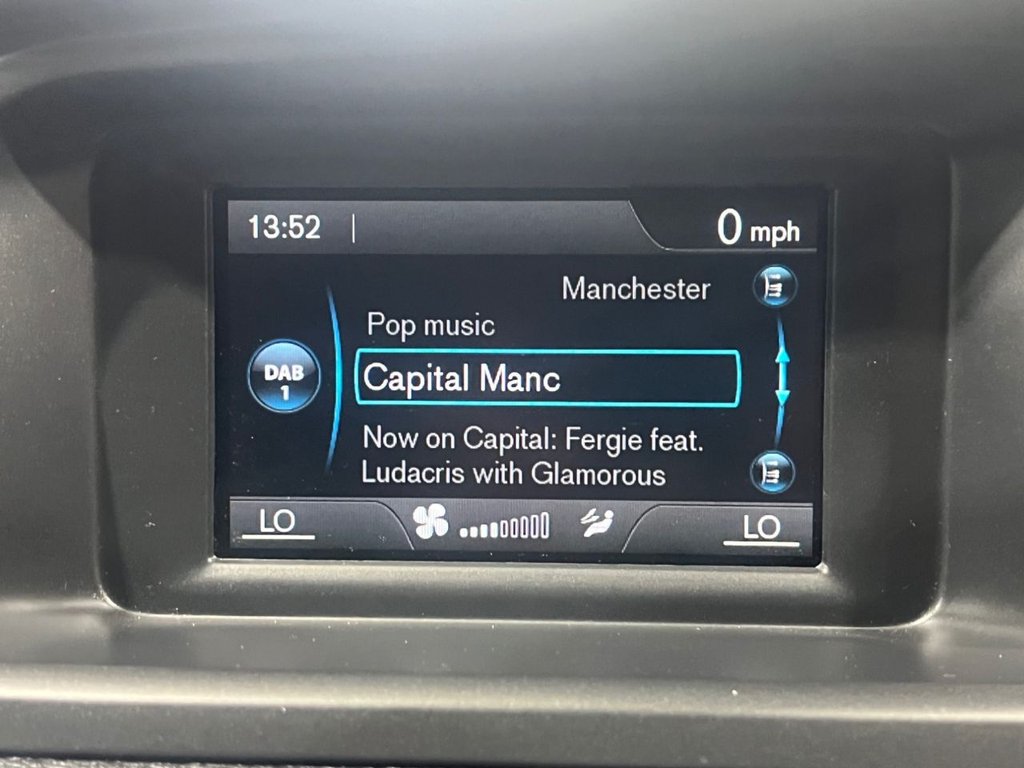 13:52
0 mph
Manchester
Pop music
DAB
1
Capital Manc
Now on Capital: Fergie feat.
Ludacris with Glamorous
LO
LO